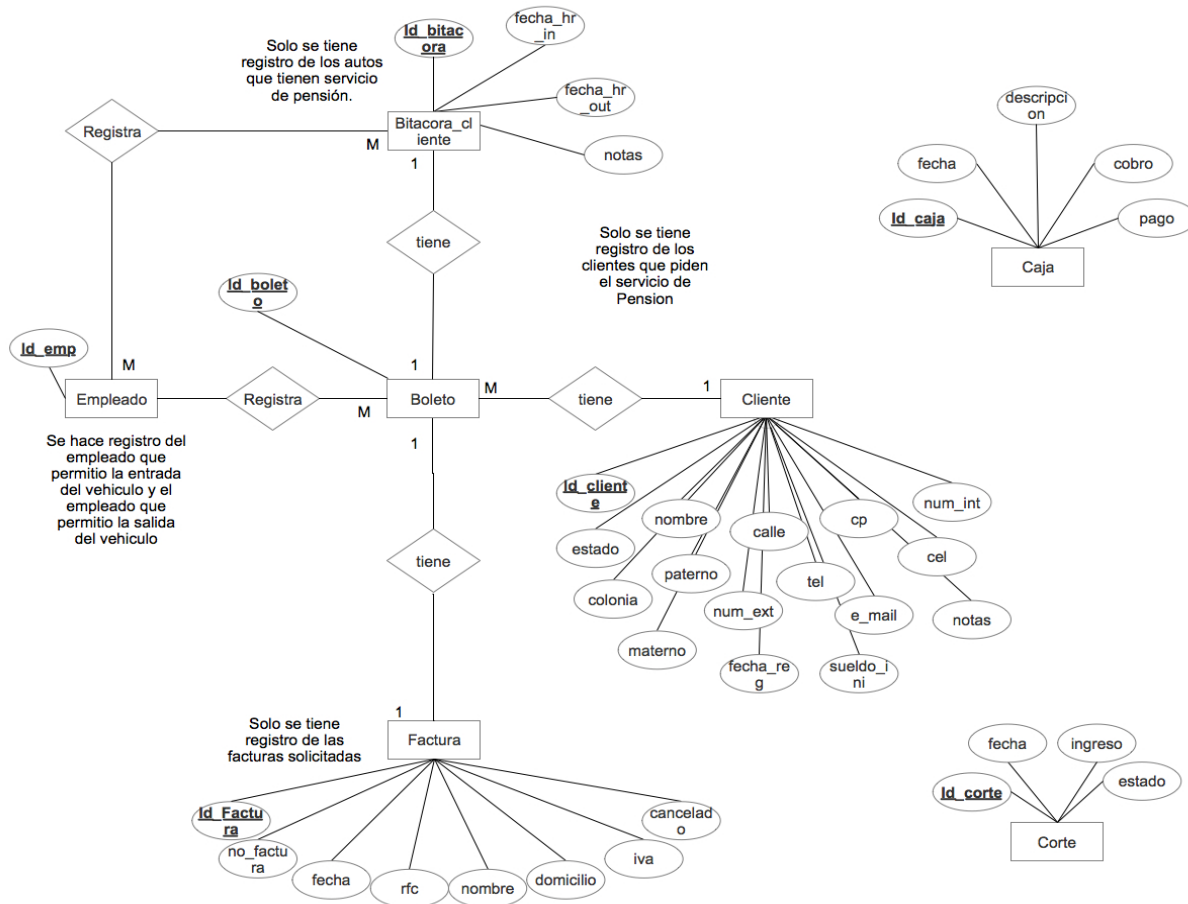 Id_bitac
ora
fecha_hr
_in
Solo se tiene
registro de los autos
que tienen servicio
de pensión.
fecha_hr
_out
descripcion
on
Registra
Bitacora_cl
iente
M
1
notas
fecha
cobro
Id_caja
pago
Caja
tiene
Solo se tiene
registro de los
clientes que piden
el servicio de
Pension
Id_bolet
o
Id_emp
M
1
Empleado
Registra
M
Boleto
M
tiene
1
Cliente
1
Se hace registro del
empleado que
permitio la entrada
del vehiculo y el
empleado que
permitio la salida
del vehiculo
Id_client
e
nombre
calle
cp
num_int
estado
cel
colonia
paterno
tel
num_ext
e_mail
notas
materno
fecha_re
g
sueldo_i
ni
tiene
1
Solo se tiene
registro de las
facturas solicitadas
Factura
Id_Factu
ra
no_factu
ra
fecha
rfc
nombre
domicilio
iva
cancelad
o
fecha
ingreso
Id_corte
estado
Corte